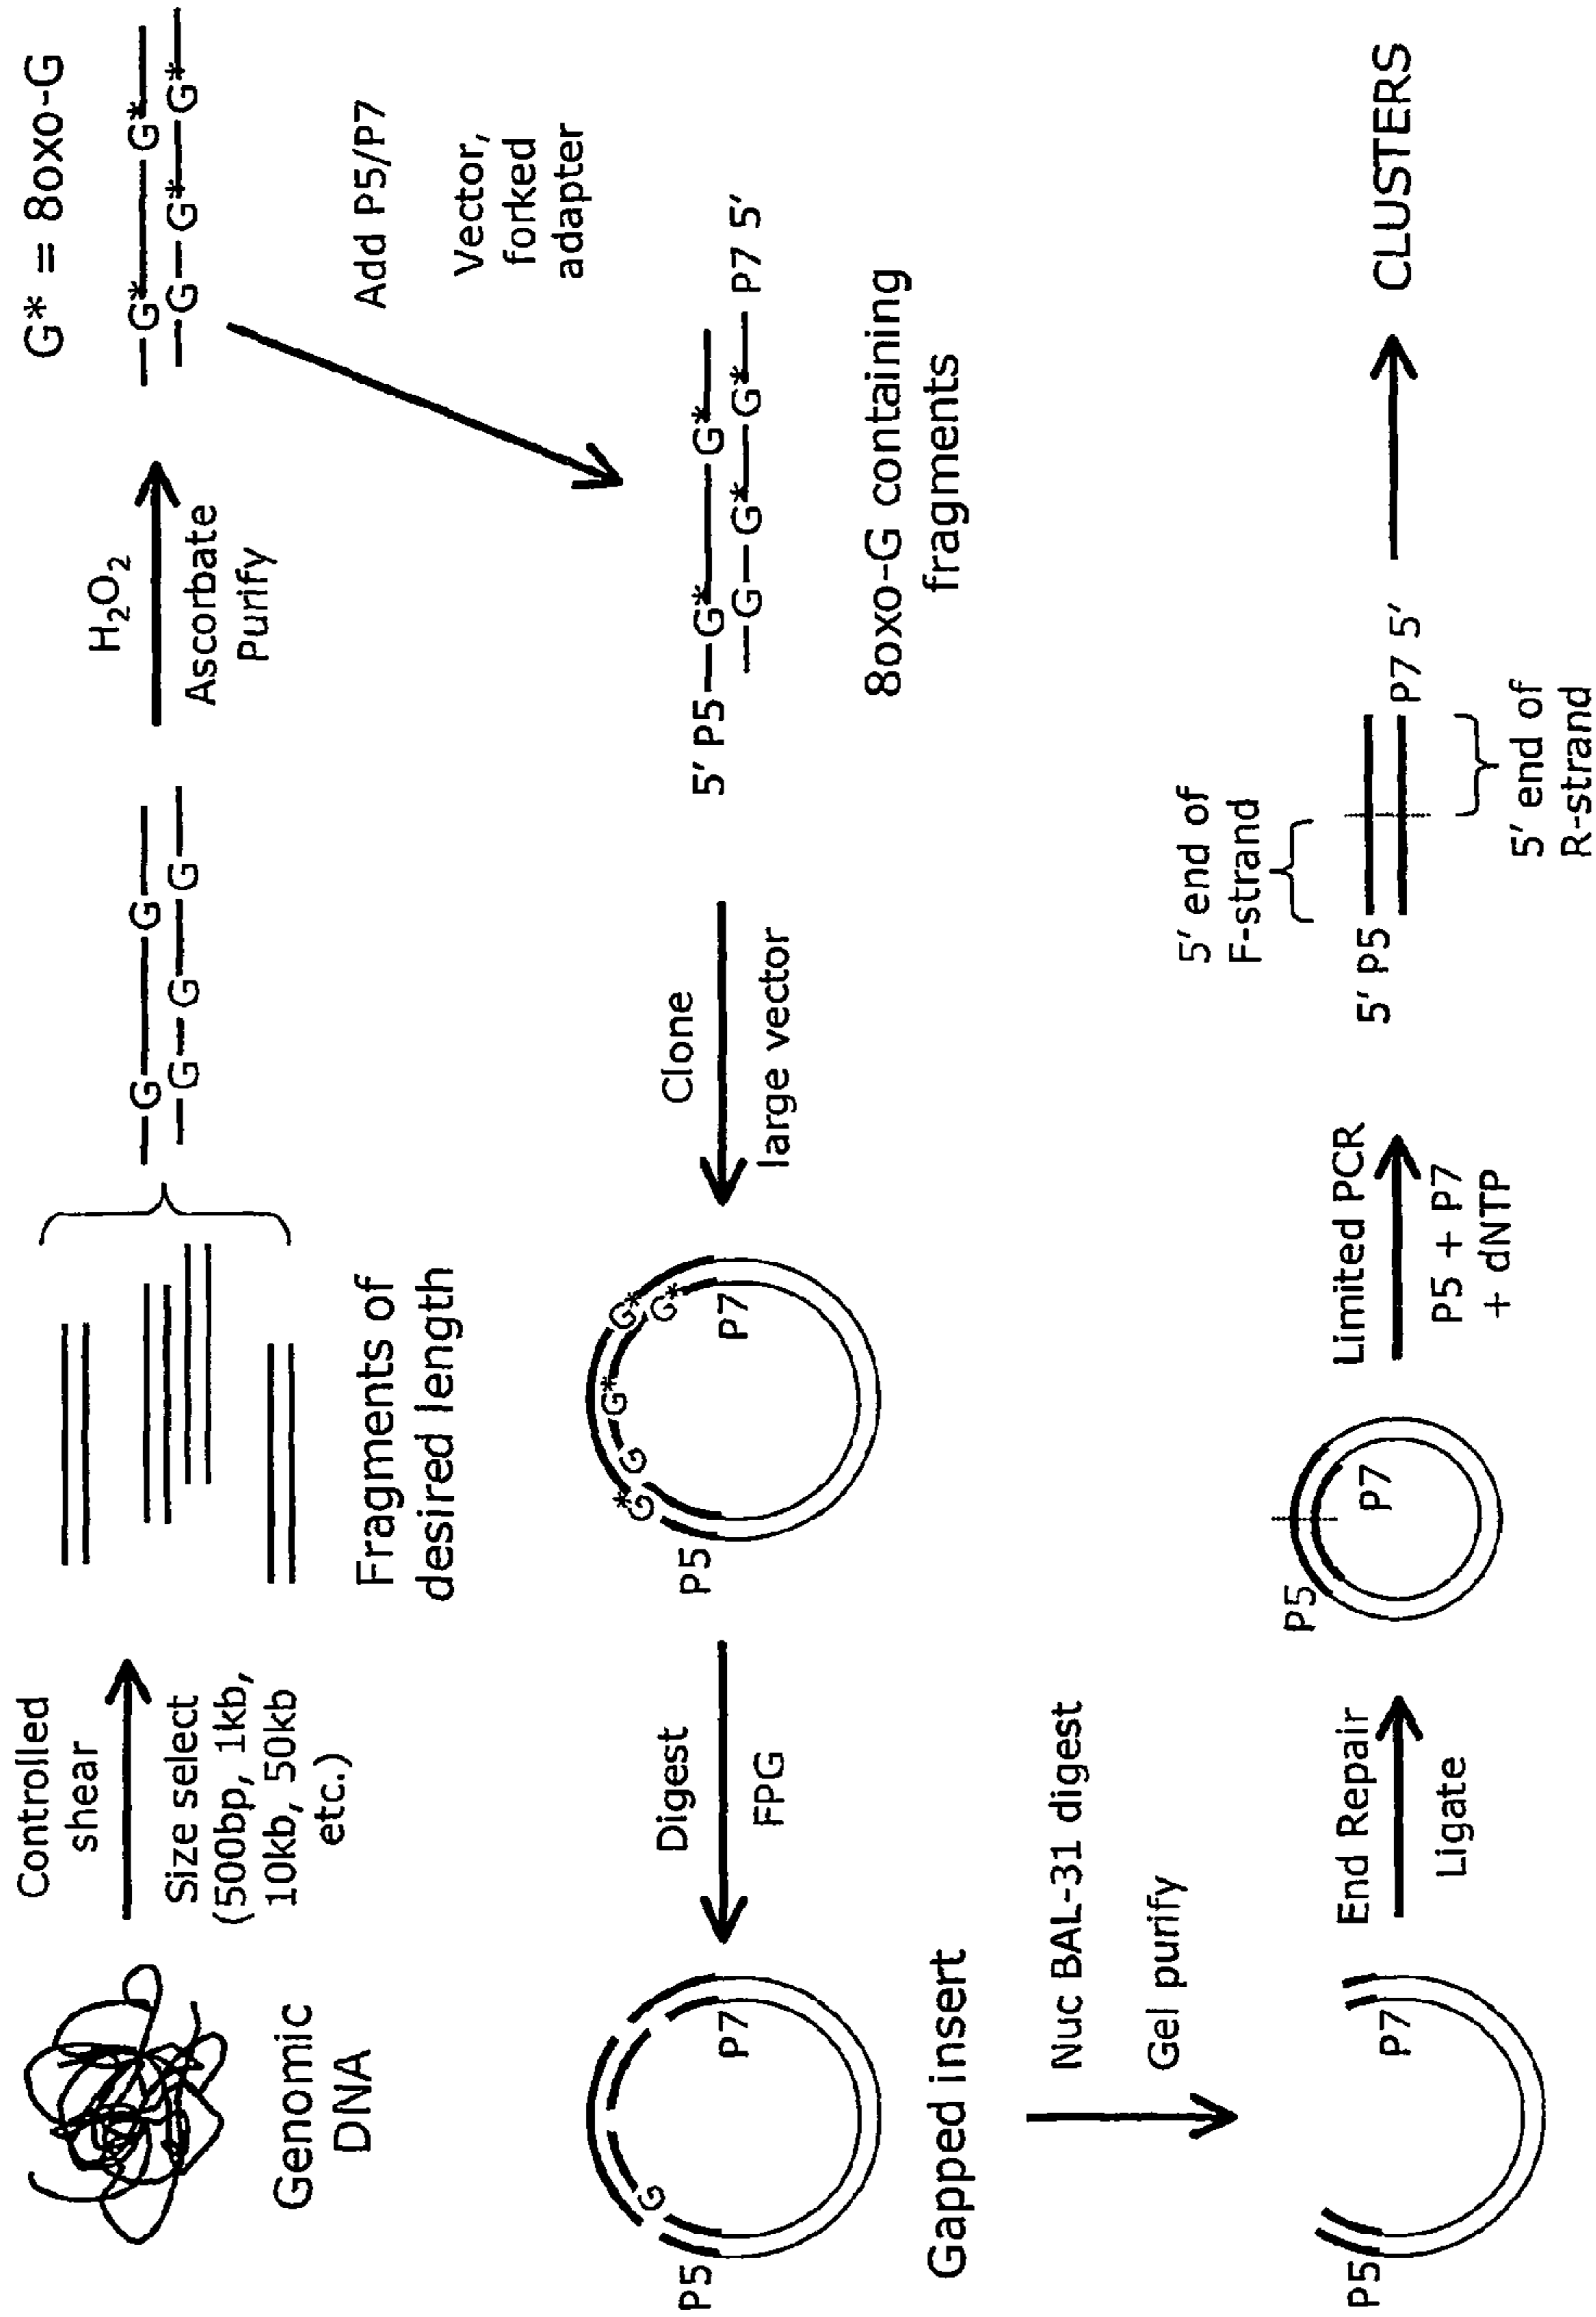 Genomic
DNA
Controlled
shear
Size select
(500bp, 1kb,
10kb, 50kb
etc.)
Fragments of
desired length
G G
G G G
H₂O₂
Ascorbate
Purify
G* = 8oxo-G
G* G*
G G* G*
Add P5/P7
Vector,
forked
adapter
5′ P5 G* G*
G G* G* P7 5′
8oxo-G containing
fragments
Clone
large vector
P5 *G G G* G* G* P7
Digest
FPG
P5 G P7
Gapped insert
Nuc BAL-31 digest
Gel purify
P5 P7
End Repair
Ligate
P5 P7
Limited PCR
P5 + P7
+ dNTP
5′ end of
F-strand
5′ P5
P7 5′
5′ end of
R-strand
CLUSTERS